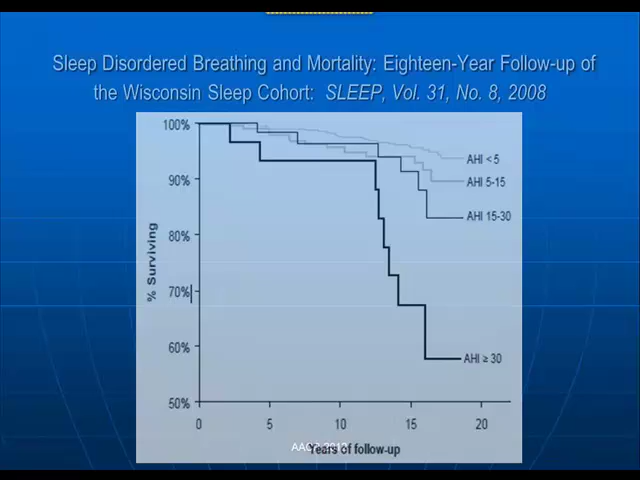 Sleep Disordered Breathing and Mortality: Eighteen-Year Follow-up of
the Wisconsin Sleep Cohort: SLEEP, Vol. 31, No. 8, 2008
100%
90%
80%
70%
60%
50%
% Surviving
AHI < 5
AHI 5-15
AHI 15-30
AHI ≥ 30
0 5 10 15 20
Years of follow-up